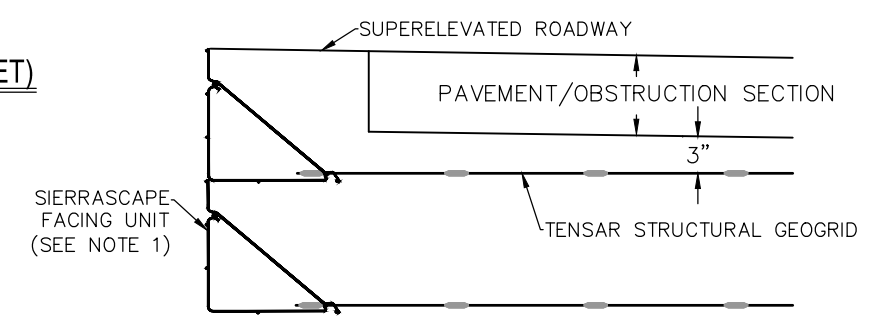 SUPERELEVATED ROADWAY
ET)
PAVEMENT/OBSTRUCTION SECTION
3"
SIERRASCAPE
FACING UNIT
(SEE NOTE 1)
TENSAR STRUCTURAL GEOGRID